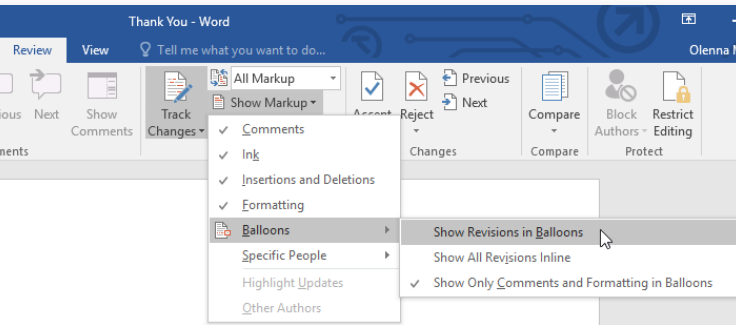 Thank You - Word
Review View Tell me what you want to do...
Olenna
All Markup
Show Markup
Previous
Next
Next
Show
Comments
Track
Changes
Accept Reject
Compare
Block
Authors
Restrict
Editing
Changes
Compare
Protect
Comments
Ink
Insertions and Deletions
Formatting
Balloons
Specific People
Highlight Updates
Other Authors
Show Revisions in Balloons
Show All Revisions Inline
Show Only Comments and Formatting in Balloons